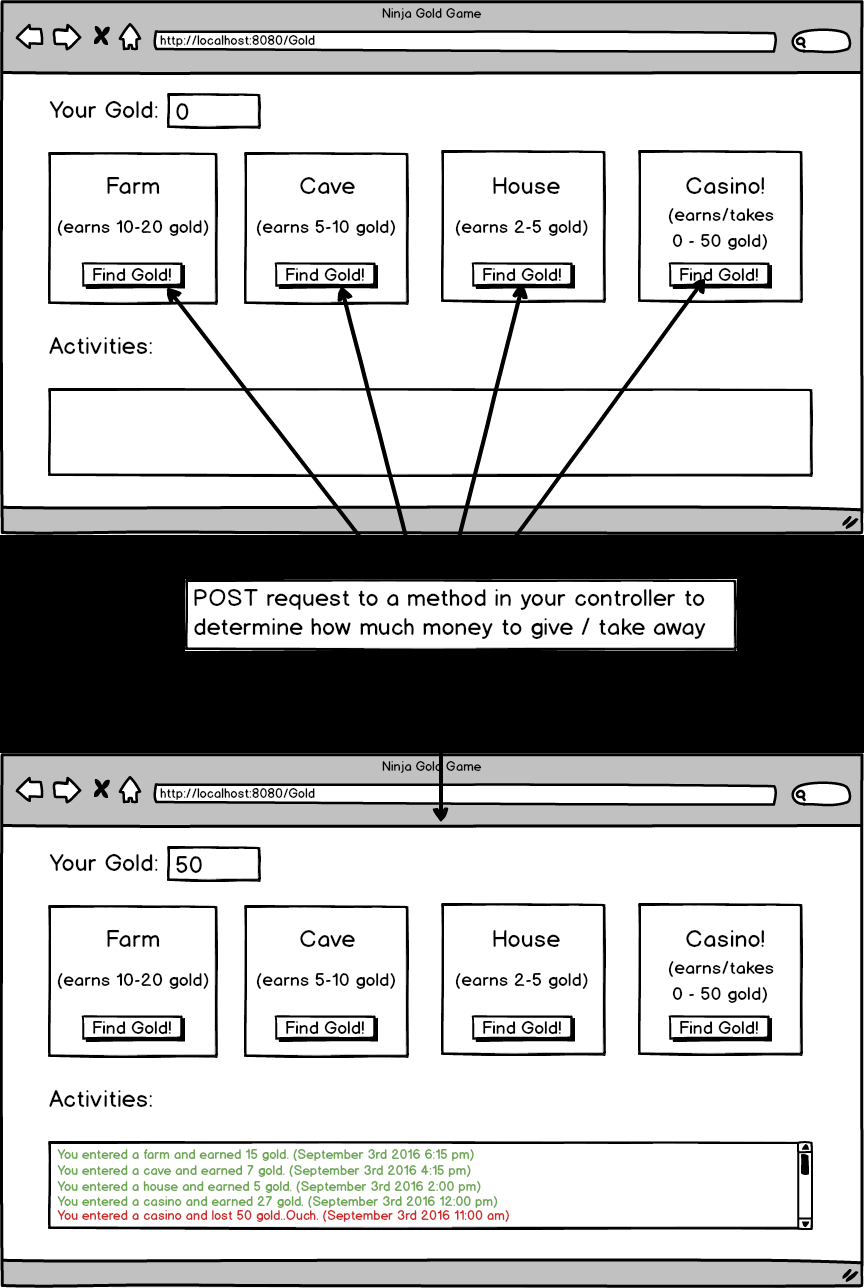 Ninja Gold Game
http://localhost:8080/Gold
Your Gold: 0
Farm
(earns 10-20 gold)
Find Gold!
Cave
(earns 5-10 gold)
Find Gold!
House
(earns 2-5 gold)
Find Gold!
Casino!
(earns/takes
0 - 50 gold)
Find Gold!
Activities:
POST request to a method in your controller to
determine how much money to give / take away
Ninja Gold Game
http://localhost:8080/Gold
Your Gold: 50
Farm
(earns 10-20 gold)
Find Gold!
Cave
(earns 5-10 gold)
Find Gold!
House
(earns 2-5 gold)
Find Gold!
Casino!
(earns/takes
0 - 50 gold)
Find Gold!
Activities:
You entered a farm and earned 15 gold. (September 3rd 2016 6:15 pm)
You entered a cave and earned 7 gold. (September 3rd 2016 4:15 pm)
You entered a house and earned 5 gold. (September 3rd 2016 2:00 pm)
You entered a casino and earned 27 gold. (September 3rd 2016 12:00 pm)
You entered a casino and lost 50 gold..Ouch. (September 3rd 2016 11:00 am)